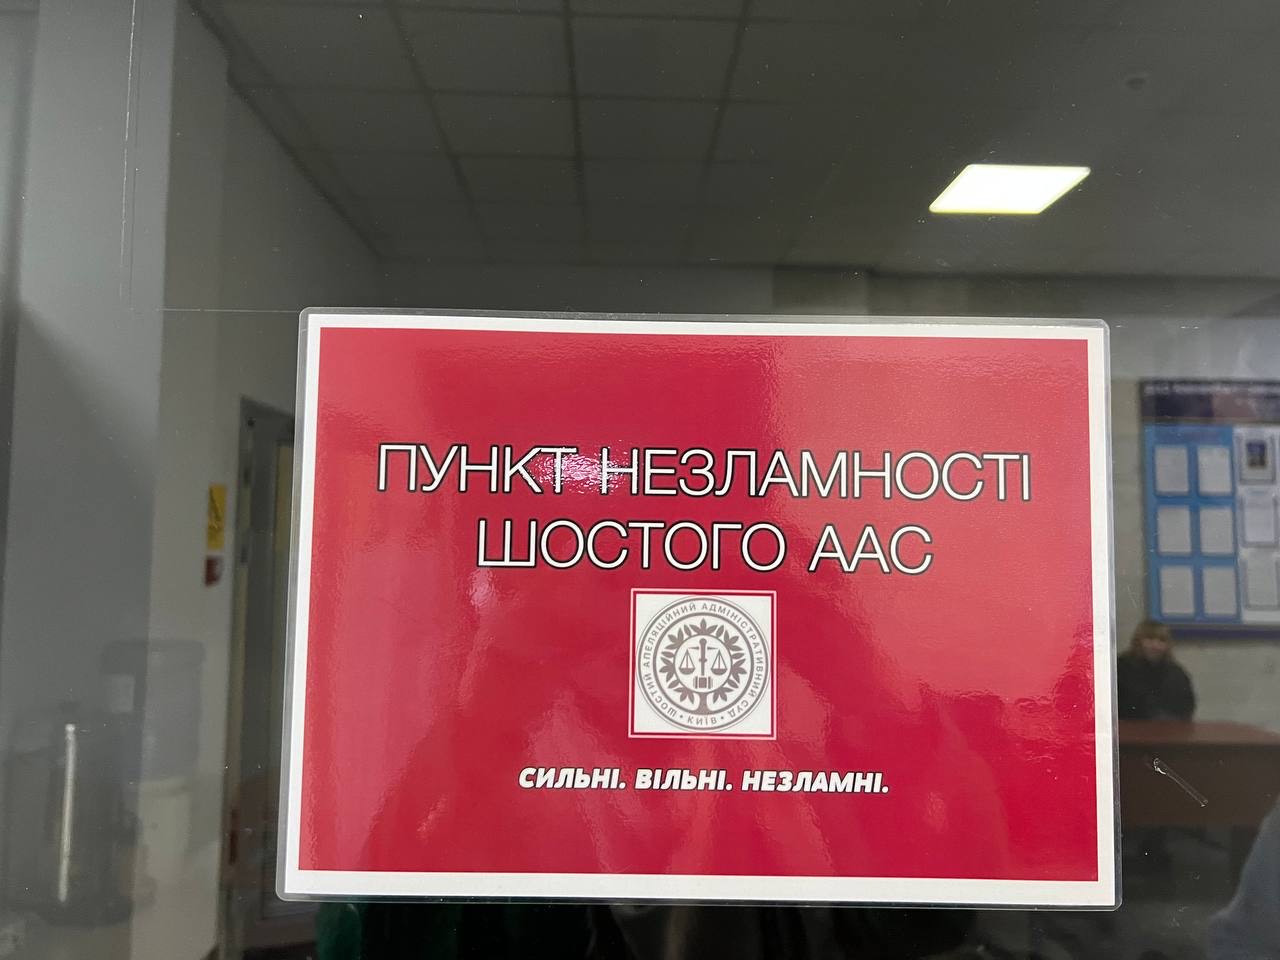 ПУНКТ НЕЗЛАМНОСТІ
ШОСТОГО ААС
ШОСТИЙ АПЕЛЯЦІЙНИЙ АДМІНІСТРАТИВНИЙ СУД
• КИЇВ •
СИЛЬНІ. ВІЛЬНІ. НЕЗЛАМНІ.